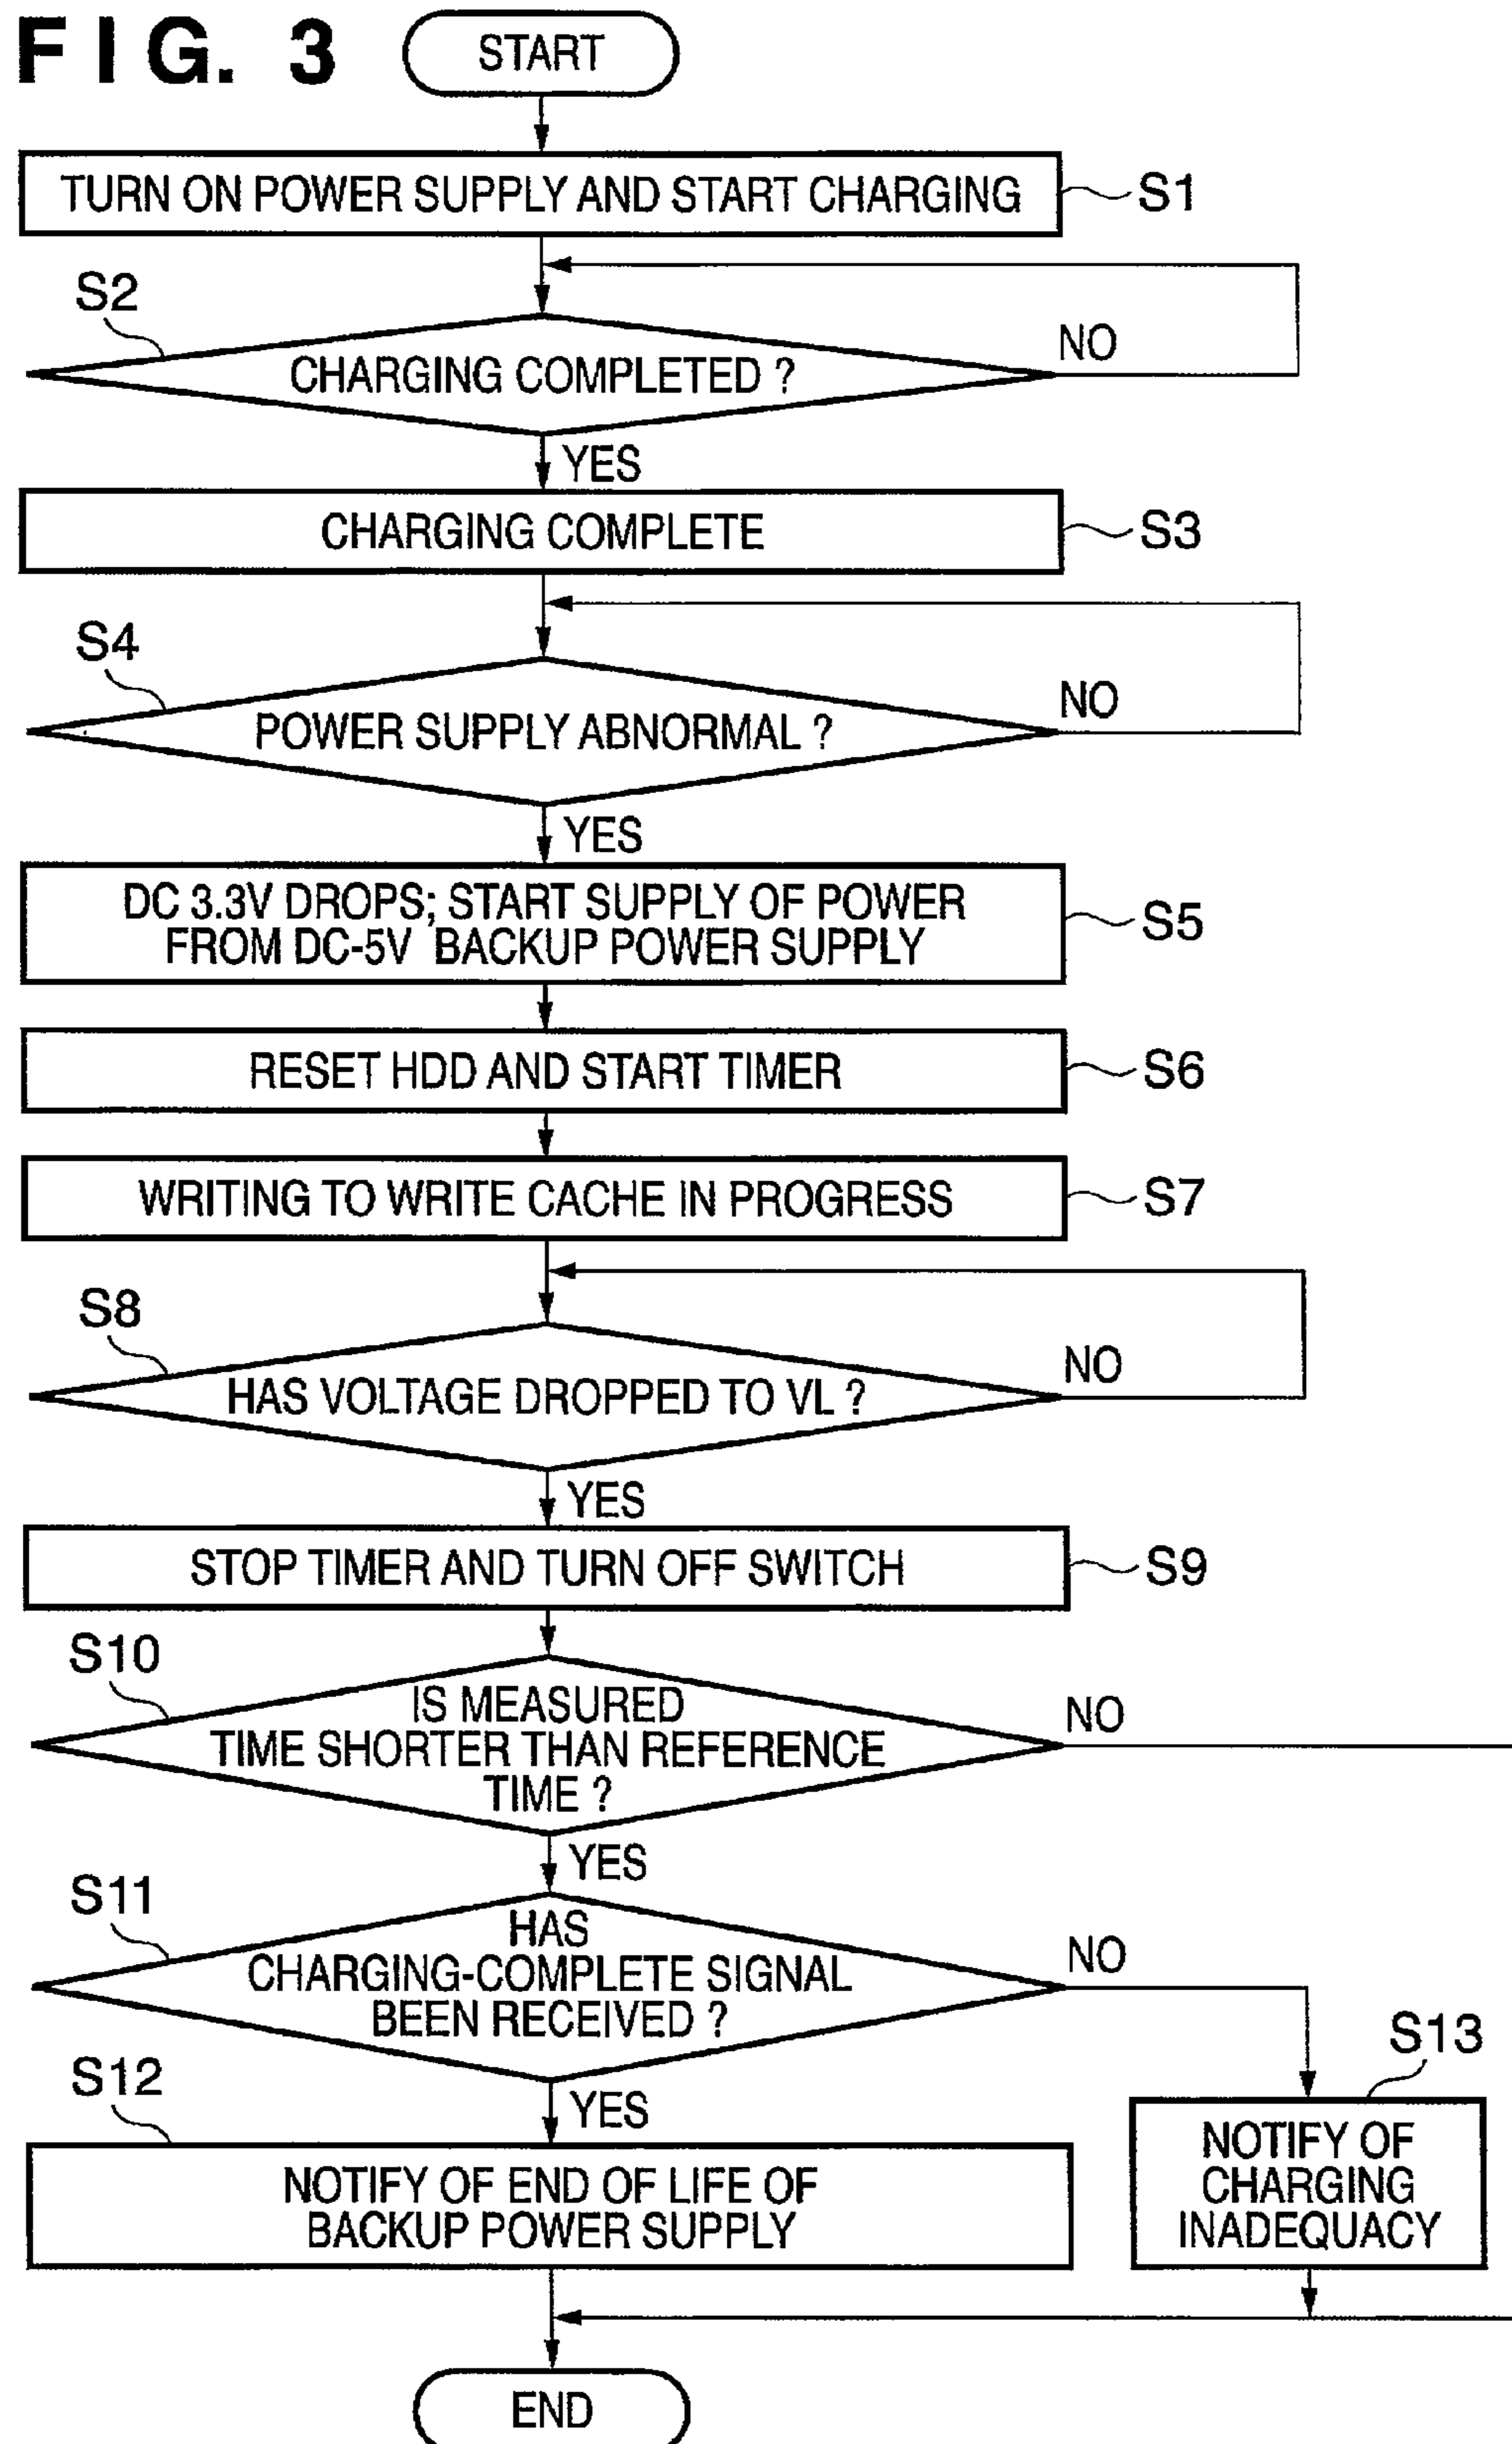 FIG. 3
START
TURN ON POWER SUPPLY AND START CHARGING
S1
S2
CHARGING COMPLETED ?
NO
YES
CHARGING COMPLETE
S3
S4
POWER SUPPLY ABNORMAL ?
NO
YES
DC 3.3V DROPS; START SUPPLY OF POWER
FROM DC-5V BACKUP POWER SUPPLY
S5
RESET HDD AND START TIMER
S6
WRITING TO WRITE CACHE IN PROGRESS
S7
S8
HAS VOLTAGE DROPPED TO VL ?
NO
YES
STOP TIMER AND TURN OFF SWITCH
S9
S10
IS MEASURED
TIME SHORTER THAN REFERENCE
TIME ?
NO
YES
S11
HAS
CHARGING-COMPLETE SIGNAL
BEEN RECEIVED ?
NO
YES
S12
NOTIFY OF END OF LIFE OF
BACKUP POWER SUPPLY
S13
NOTIFY OF
CHARGING
INADEQUACY
END